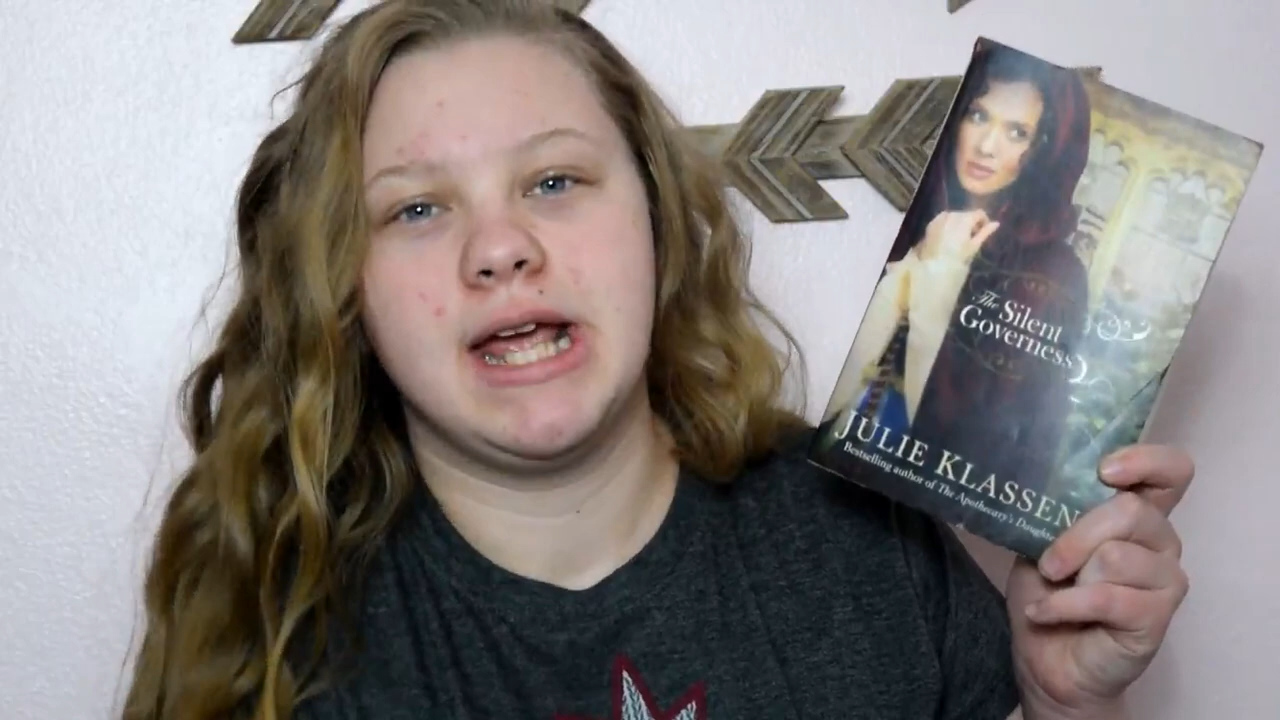 The Silent
Governess
JULIE KLASSEN
Bestselling author of The Apothecary's Daughter